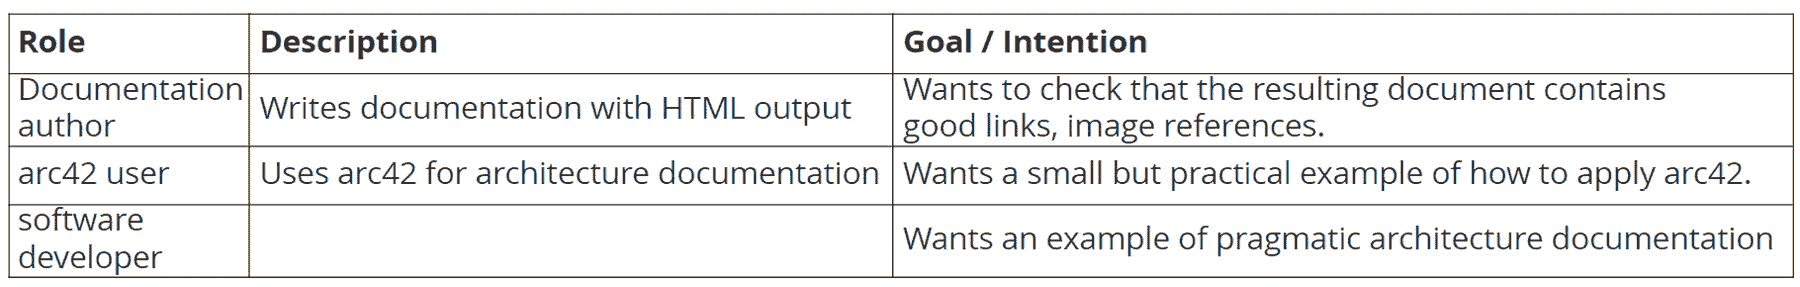 Role Description Goal / Intention
Documentation author Writes documentation with HTML output Wants to check that the resulting document contains good links, image references.
arc42 user Uses arc42 for architecture documentation Wants a small but practical example of how to apply arc42.
software developer Wants an example of pragmatic architecture documentation